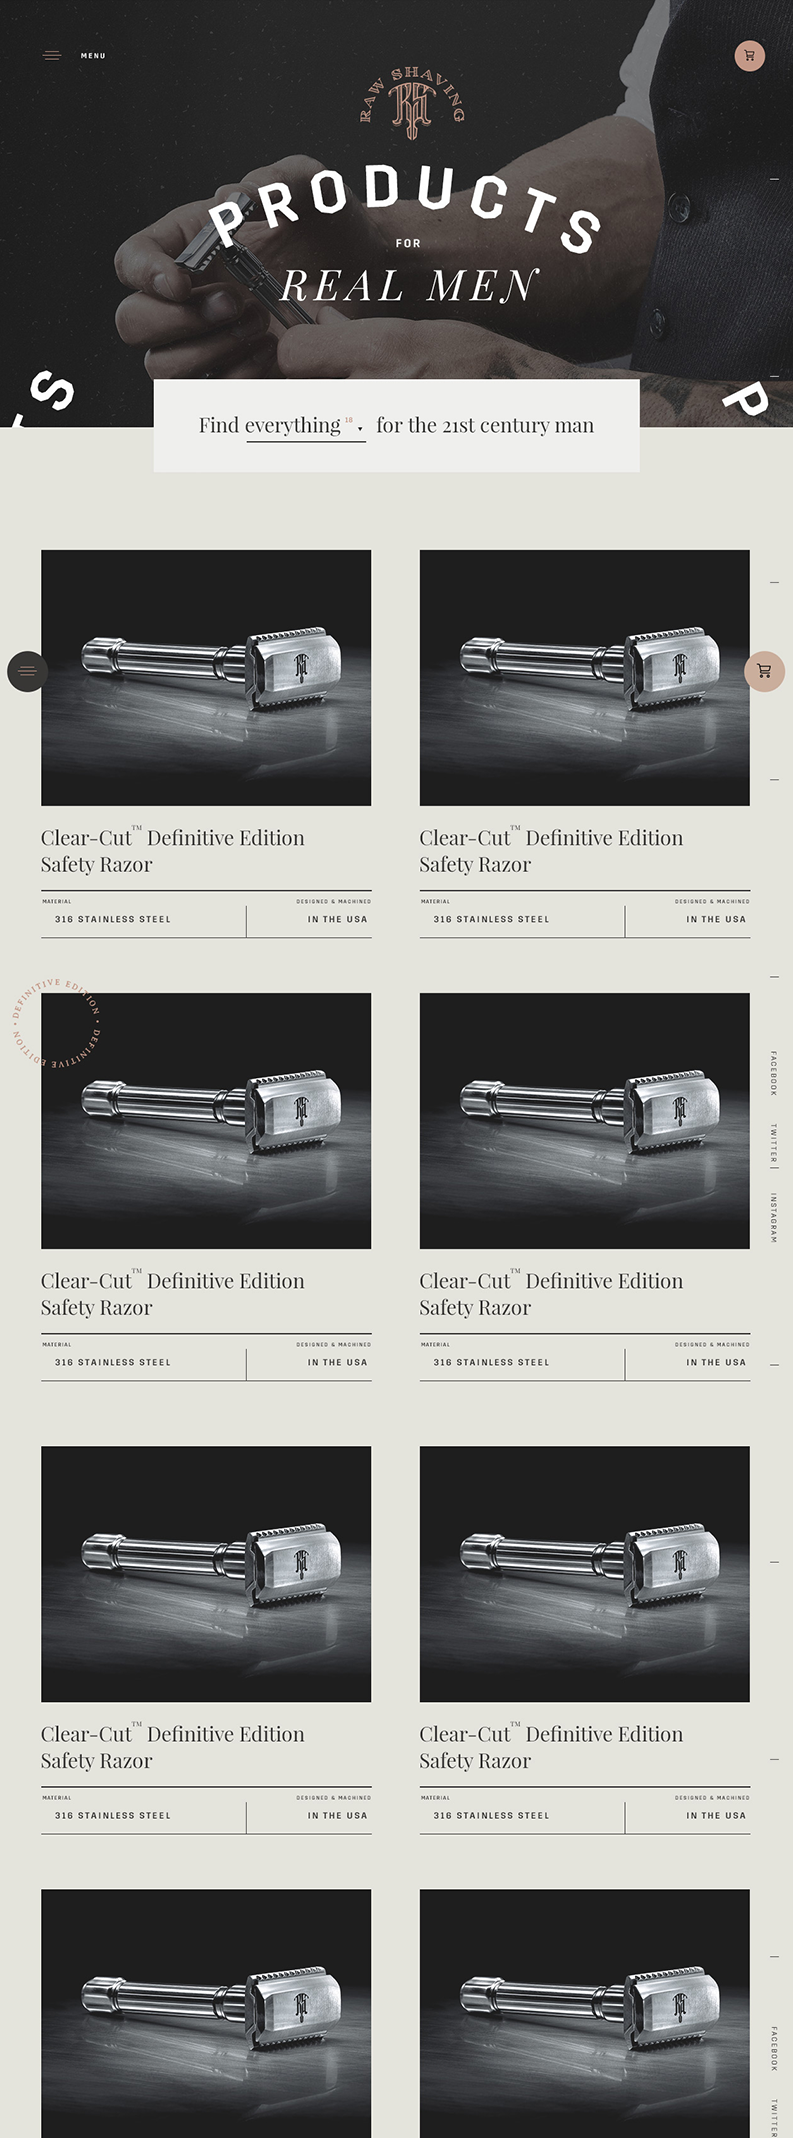 MENU
RAW SHAVING
RS
PRODUCTS
FOR
REAL MEN
TS
P
Find everything 18 for the 21st century man
Clear-Cut™ Definitive Edition
Safety Razor
MATERIAL
DESIGNED & MACHINED
316 STAINLESS STEEL
IN THE USA
Clear-Cut™ Definitive Edition
Safety Razor
MATERIAL
DESIGNED & MACHINED
316 STAINLESS STEEL
IN THE USA
DEFINITIVE EDITION • DEFINITIVE EDITION •
Clear-Cut™ Definitive Edition
Safety Razor
MATERIAL
DESIGNED & MACHINED
316 STAINLESS STEEL
IN THE USA
Clear-Cut™ Definitive Edition
Safety Razor
MATERIAL
DESIGNED & MACHINED
316 STAINLESS STEEL
IN THE USA
FACEBOOK
TWITTER
INSTAGRAM
Clear-Cut™ Definitive Edition
Safety Razor
MATERIAL
DESIGNED & MACHINED
316 STAINLESS STEEL
IN THE USA
Clear-Cut™ Definitive Edition
Safety Razor
MATERIAL
DESIGNED & MACHINED
316 STAINLESS STEEL
IN THE USA
FACEBOOK
TWITTER